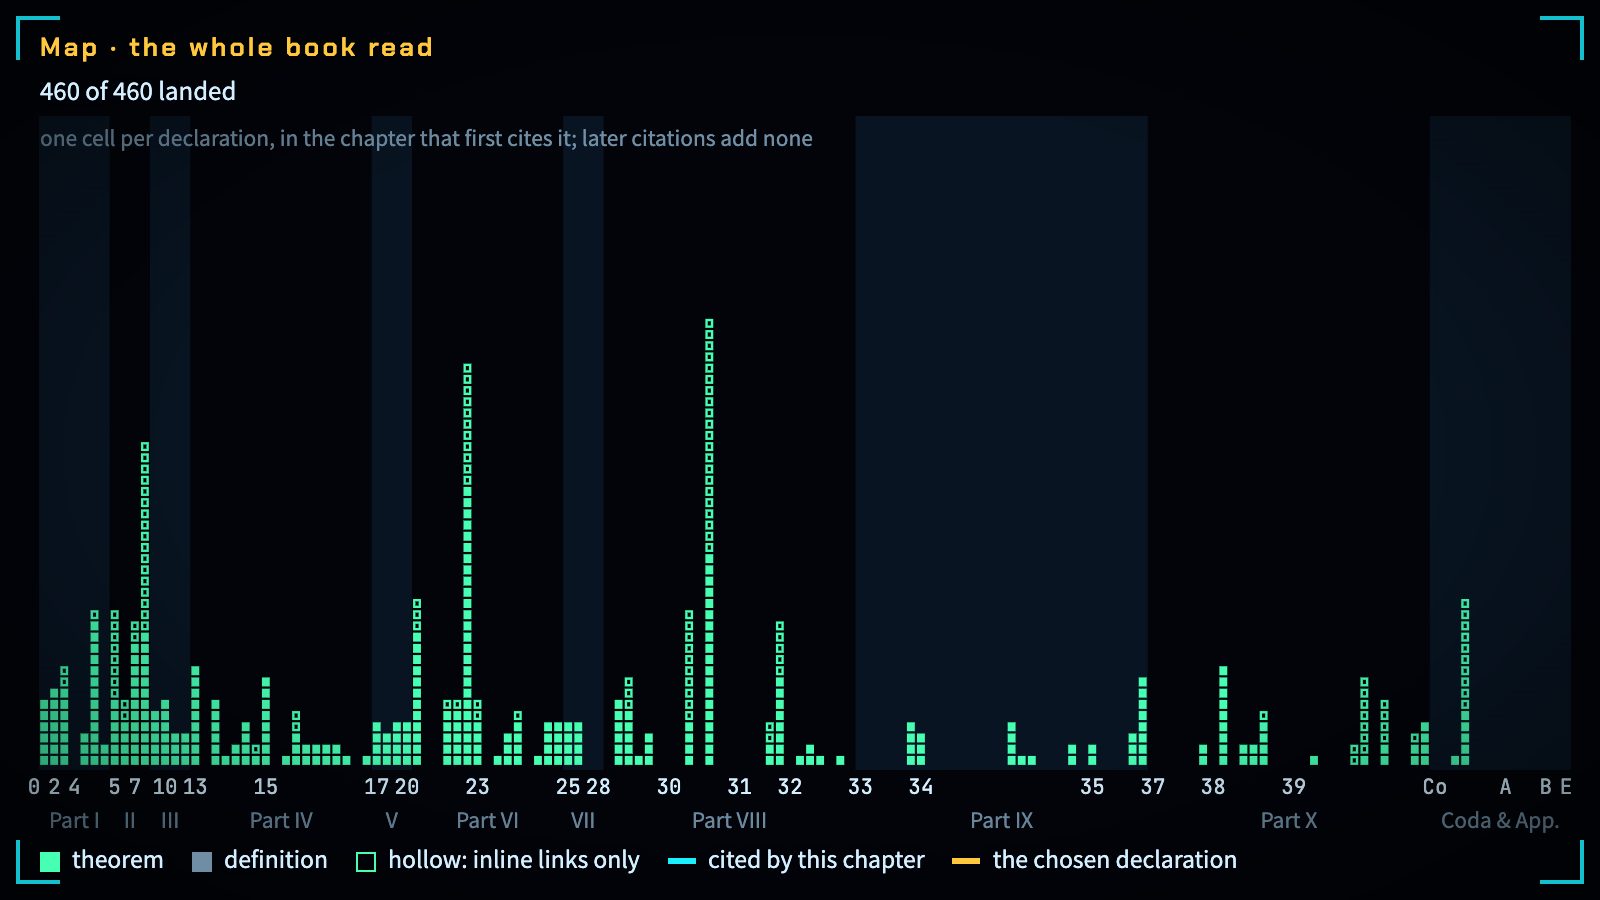 Map · the whole book read
460 of 460 landed
one cell per declaration, in the chapter that first cites it; later citations add none
0 2 4 5 7 10 13 15 17 20 23 25 28 30 31 32 33 34 35 37 38 39 Co A B E
Part I II III Part IV V Part VI VII Part VIII Part IX Part X Coda & App.
theorem definition hollow: inline links only cited by this chapter the chosen declaration